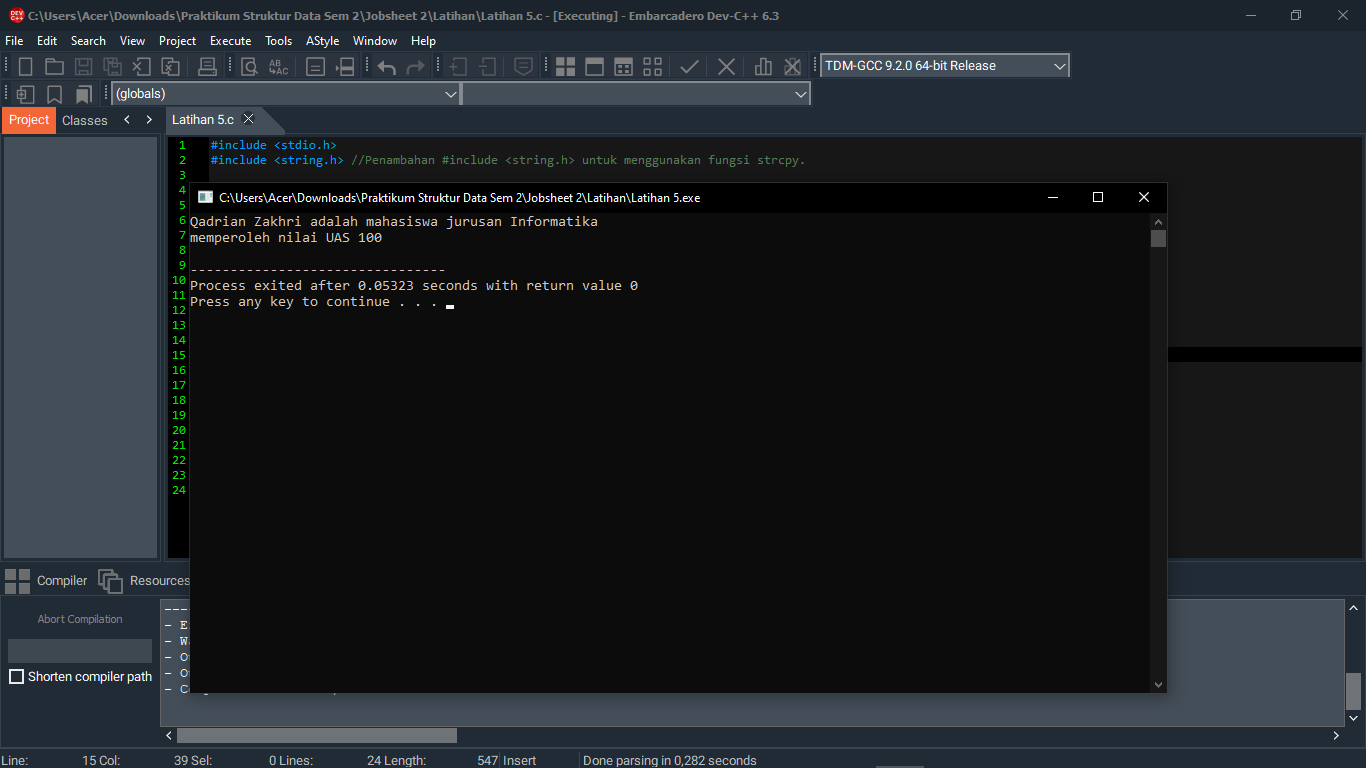 C:\Users\Acer\Downloads\Praktikum Struktur Data Sem 2\Jobsheet 2\Latihan\Latihan 5.c - [Executing] - Embarcadero Dev-C++ 6.3
File Edit Search View Project Execute Tools AStyle Window Help
TDM-GCC 9.2.0 64-bit Release
(globals)
Project Classes Latihan 5.c
1 #include <stdio.h>
2 #include <string.h> //Penambahan #include <string.h> untuk menggunakan fungsi strcpy.
3
4
5
6
7
8
9
10
11
12
13
14
15
16
17
18
19
20
21
22
23
24
C:\Users\Acer\Downloads\Praktikum Struktur Data Sem 2\Jobsheet 2\Latihan\Latihan 5.exe
Qadrian Zakhri adalah mahasiswa jurusan Informatika
memperoleh nilai UAS 100
--------------------------------
Process exited after 0.05323 seconds with return value 0
Press any key to continue . . .
Compiler Resources
Abort Compilation
Shorten compiler path
Line: 15 Col: 39 Sel: 0 Lines: 24 Length: 547 Insert Done parsing in 0,282 seconds